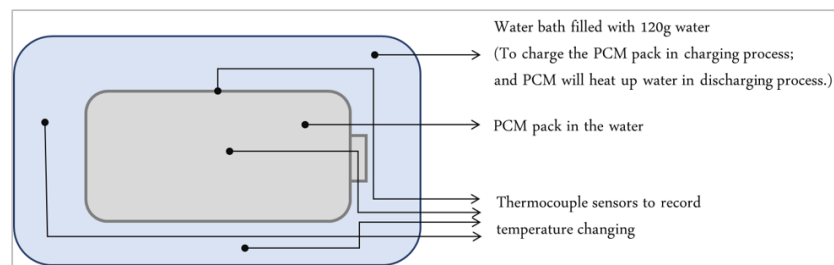 Water bath filled with 120g water
(To charge the PCM pack in charging process;
and PCM will heat up water in discharging process.)
PCM pack in the water
Thermocouple sensors to record
temperature changing